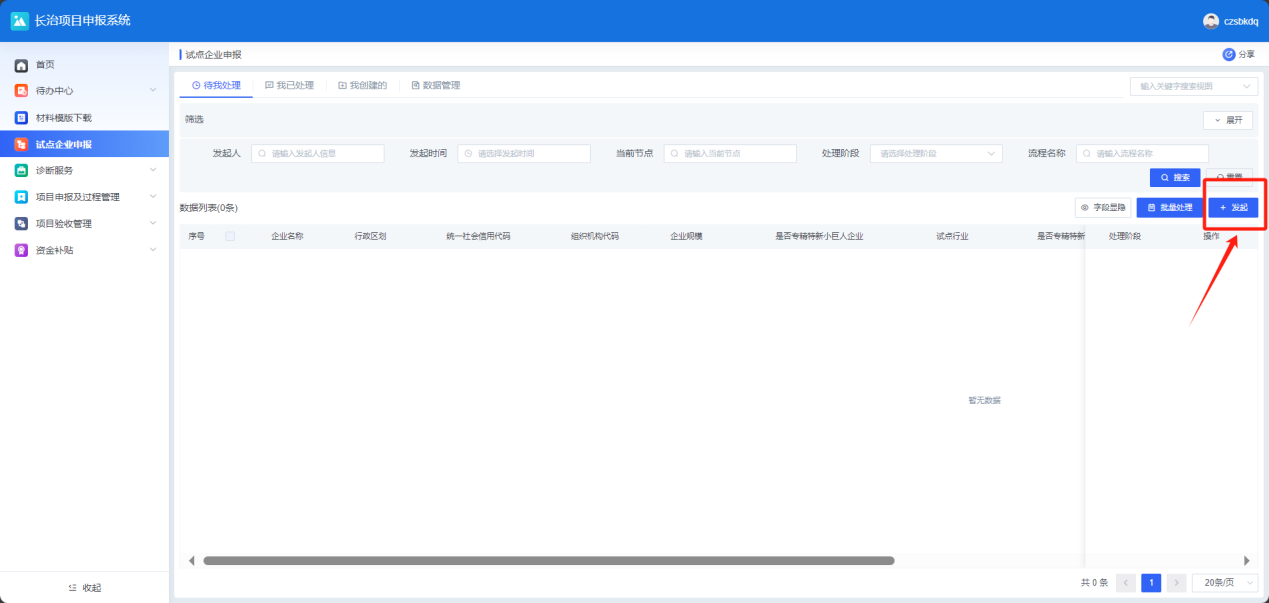 长治项目申报系统
czsbkdq
首页
待办中心
材料模版下载
试点企业申报
诊断服务
项目申报及过程管理
项目验收管理
资金补贴
收起
试点企业申报
分享
待我处理 我已处理 我创建的 数据管理
输入关键字搜索视图
筛选
展开
发起人 请输入发起人信息 发起时间 请选择发起时间 当前节点 请输入当前节点 处理阶段 请选择处理阶段 流程名称 请输入流程名称
搜索 重置
数据列表(0条)
字段显隐 批量处理 + 发起
序号 企业名称 行政区划 统一社会信用代码 组织机构代码 企业规模 是否专精特新小巨人企业 试点行业 是否专精特新 处理阶段 操作
暂无数据
共 0 条 < 1 > 20条/页